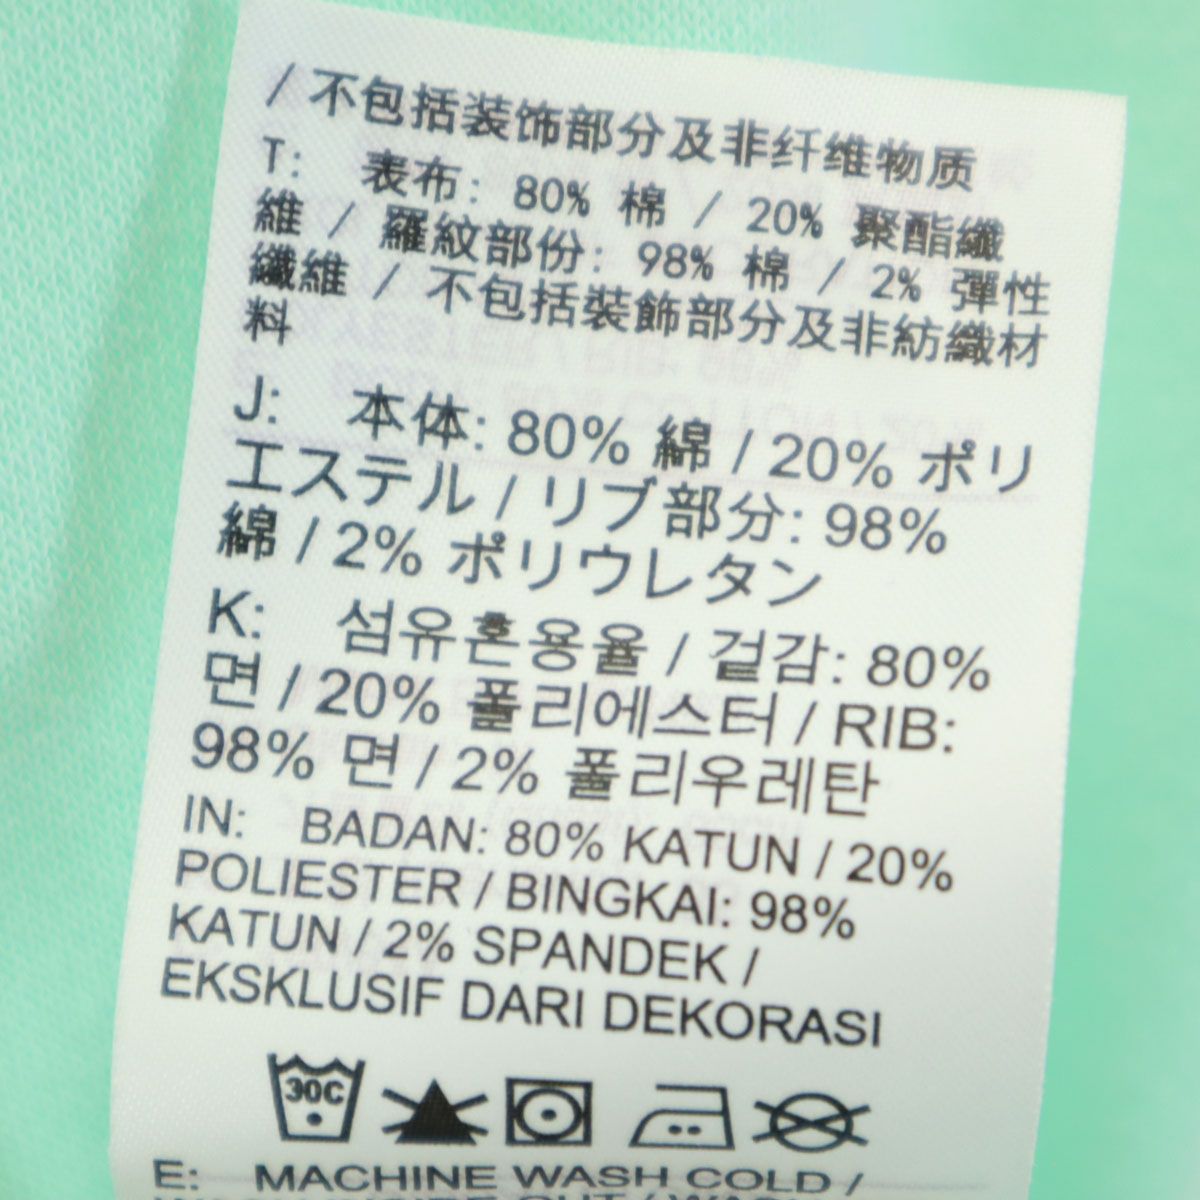 / 不包括装饰部分及非纤维物质
T: 表布: 80% 棉 / 20% 聚酯纖
維 / 羅紋部份: 98% 棉 / 2% 彈性
纖維 / 不包括裝飾部分及非紡織材
料
J: 本体: 80% 綿 / 20% ポリ
エステル / リブ部分: 98%
綿 / 2% ポリウレタン
K: 섬유혼용율 / 겉감: 80%
면 / 20% 폴리에스터 / RIB:
98% 면 / 2% 폴리우레탄
IN: BADAN: 80% KATUN / 20%
POLIESTER / BINGKAI: 98%
KATUN / 2% SPANDEK /
EKSKLUSIF DARI DEKORASI
30C
E: MACHINE WASH COLD /